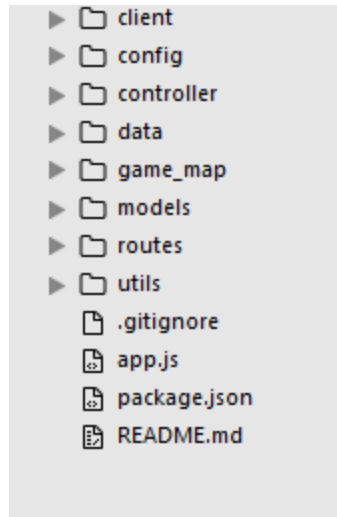 client
config
controller
data
game_map
models
routes
utils
.gitignore
app.js
package.json
README.md